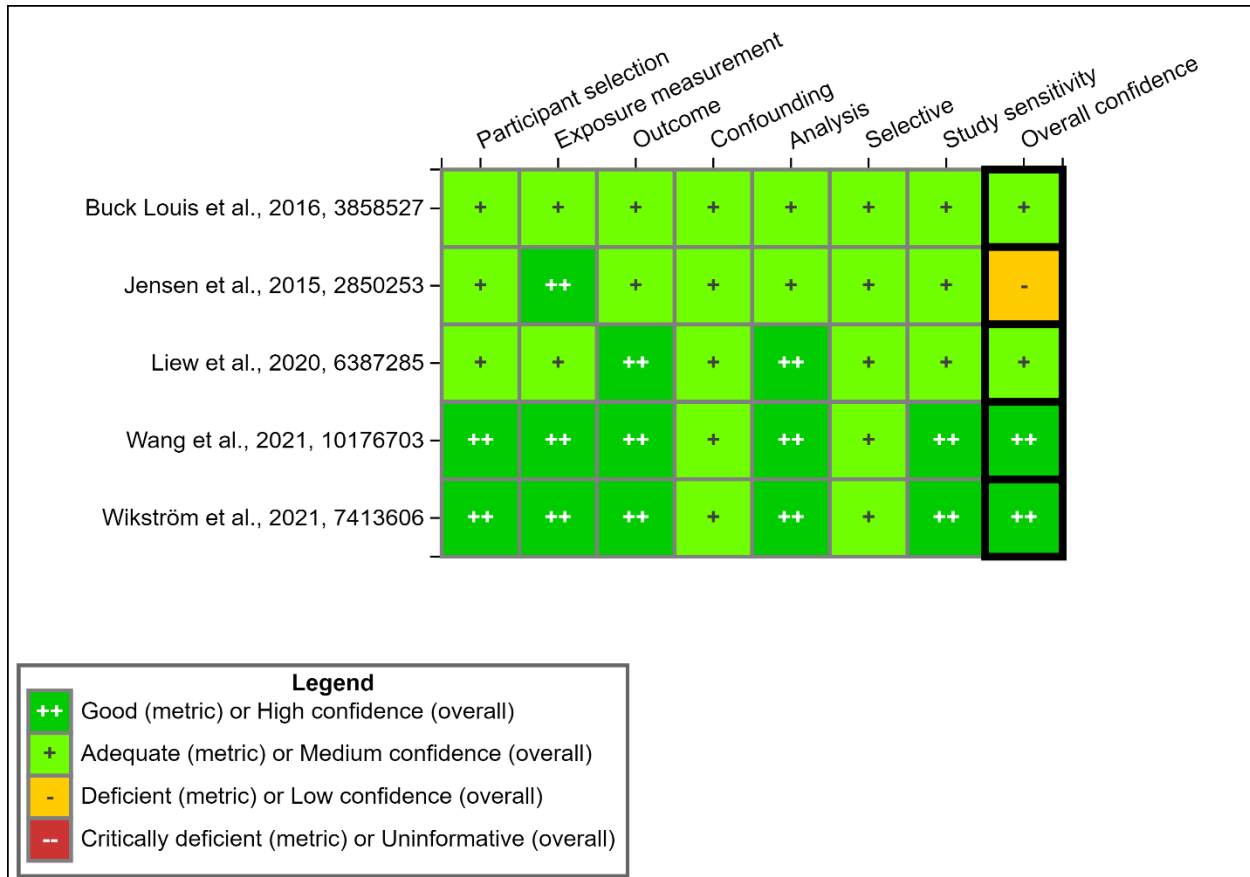 Participant selection
Exposure measurement
Outcome
Confounding
Analysis
Selective
Study sensitivity
Overall confidence
Buck Louis et al., 2016, 3858527 + + + + + + + +
Jensen et al., 2015, 2850253 + ++ + + + + + -
Liew et al., 2020, 6387285 + + ++ + ++ + + +
Wang et al., 2021, 10176703 ++ ++ ++ + ++ + ++ ++
Wikström et al., 2021, 7413606 ++ ++ ++ + ++ + ++ ++
Legend
++ Good (metric) or High confidence (overall)
+ Adequate (metric) or Medium confidence (overall)
- Deficient (metric) or Low confidence (overall)
-- Critically deficient (metric) or Uninformative (overall)